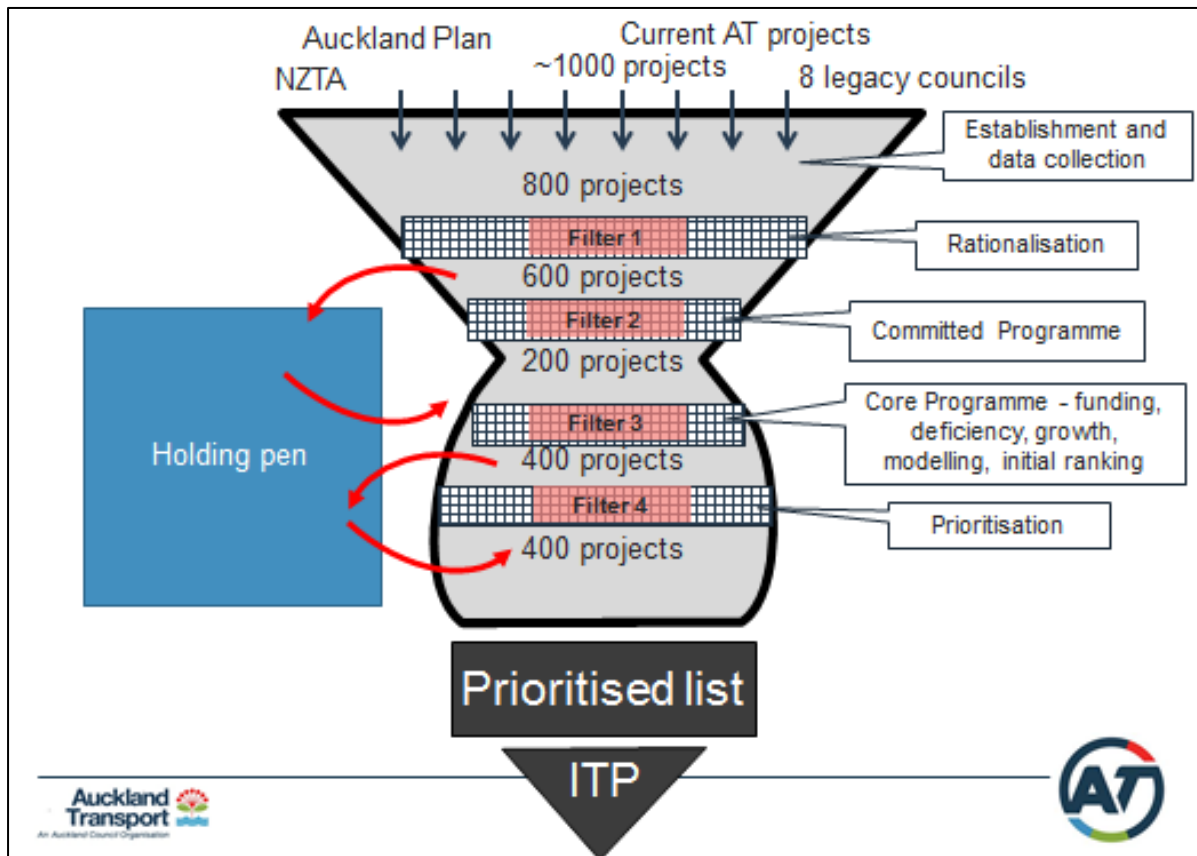 Auckland Plan
Current AT projects
NZTA
~1000 projects
8 legacy councils
Establishment and
data collection
800 projects
Filter 1
Rationalisation
600 projects
Filter 2
Committed Programme
200 projects
Holding pen
Filter 3
Core Programme - funding,
deficiency, growth,
modelling, initial ranking
400 projects
Filter 4
Prioritisation
400 projects
Prioritised list
ITP
Auckland
Transport
An Auckland Council Organisation
AT